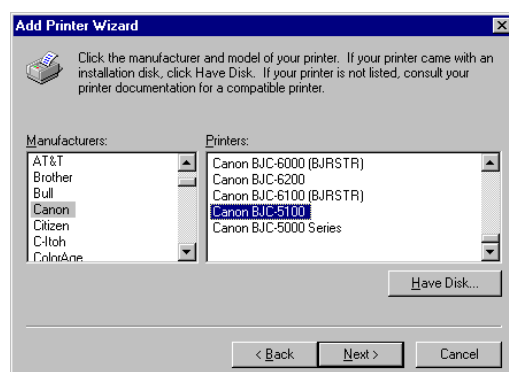 Add Printer Wizard
Click the manufacturer and model of your printer. If your printer came with an
installation disk, click Have Disk. If your printer is not listed, consult your
printer documentation for a compatible printer.
Manufacturers:
AT&T
Brother
Bull
Canon
Citizen
C-Itoh
ColorAge
Printers:
Canon BJC-6000 (BJRSTR)
Canon BJC-6200
Canon BJC-6100 (BJRSTR)
Canon BJC-5100
Canon BJC-5000 Series
Have Disk...
< Back
Next >
Cancel